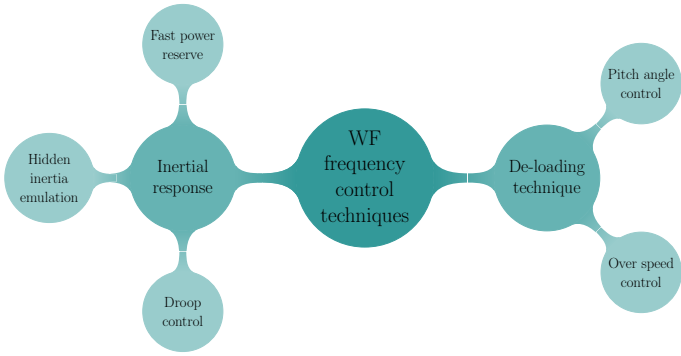 Fast power
reserve
Hidden
inertia
emulation
Inertial
response
Droop
control
WF
frequency
control
techniques
De-loading
technique
Pitch angle
control
Over speed
control